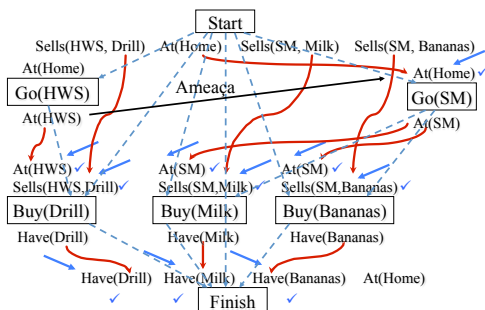 Start
Sells(HWS, Drill) At(Home) Sells(SM, Milk) Sells(SM, Bananas)
At(Home) At(Home)
Go(HWS) Ameaça Go(SM)
At(HWS) At(SM)
At(HWS) At(SM) At(SM)
Sells(HWS,Drill) Sells(SM,Milk) Sells(SM,Bananas)
Buy(Drill) Buy(Milk) Buy(Bananas)
Have(Drill) Have(Milk) Have(Bananas)
Have(Drill) Have(Milk) Have(Bananas) At(Home)
Finish